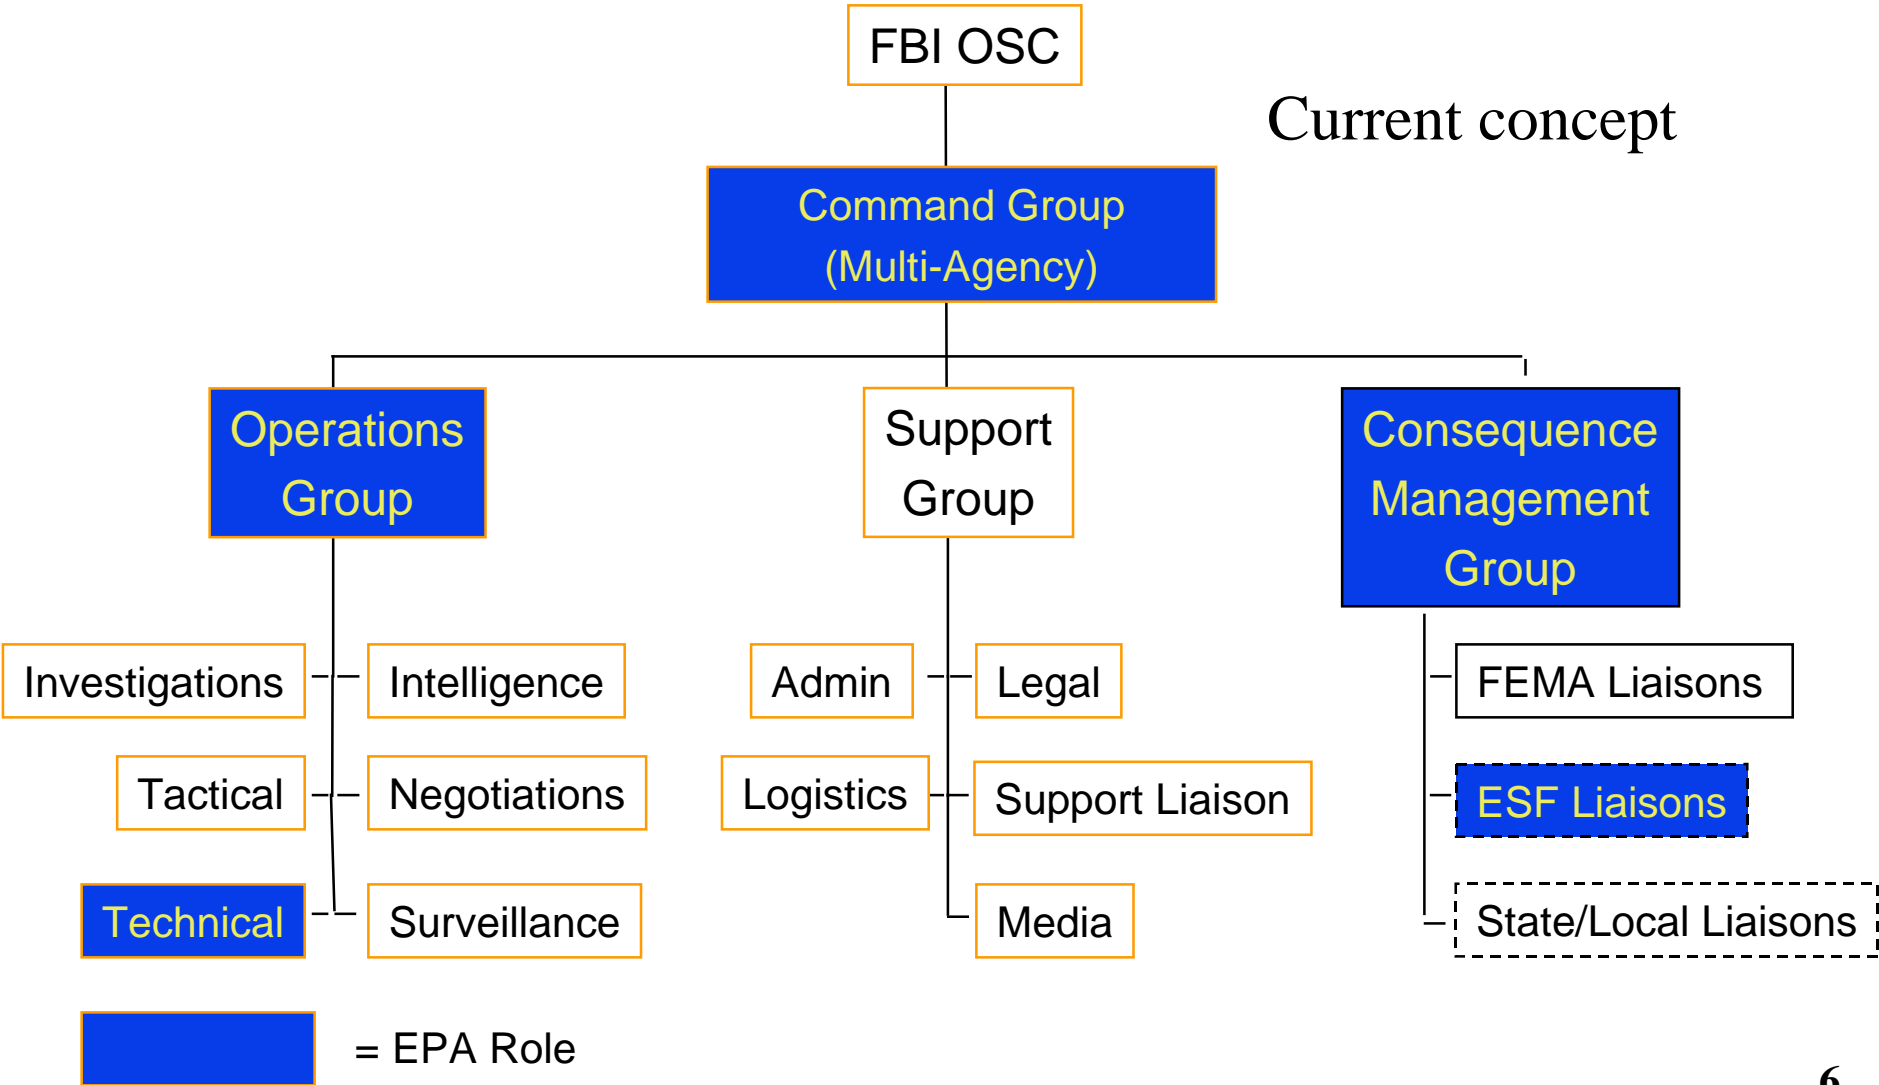 FBI OSC
Current concept
Command Group
(Multi-Agency)
Operations
Group
Support
Group
Consequence
Management
Group
Investigations
Intelligence
Admin
Legal
FEMA Liaisons
Tactical
Negotiations
Logistics
Support Liaison
ESF Liaisons
Technical
Surveillance
Media
State/Local Liaisons
= EPA Role
6